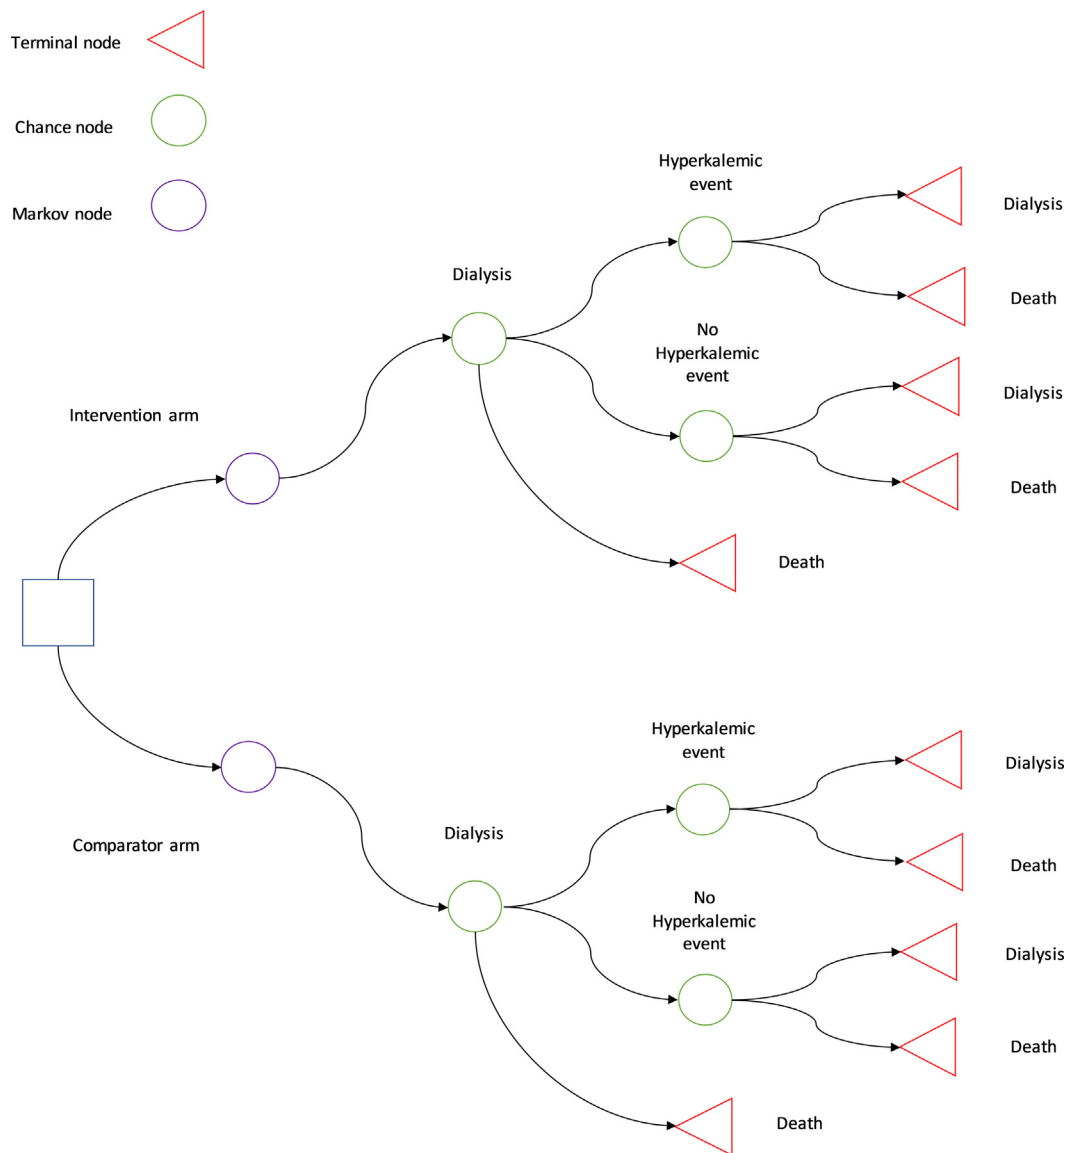 Terminal node
Chance node
Markov node
Hyperkalemic
event
Dialysis
Dialysis
Death
No
Hyperkalemic
event
Dialysis
Intervention arm
Death
Death
Hyperkalemic
event
Dialysis
Dialysis
Comparator arm
Death
No
Hyperkalemic
event
Dialysis
Death
Death